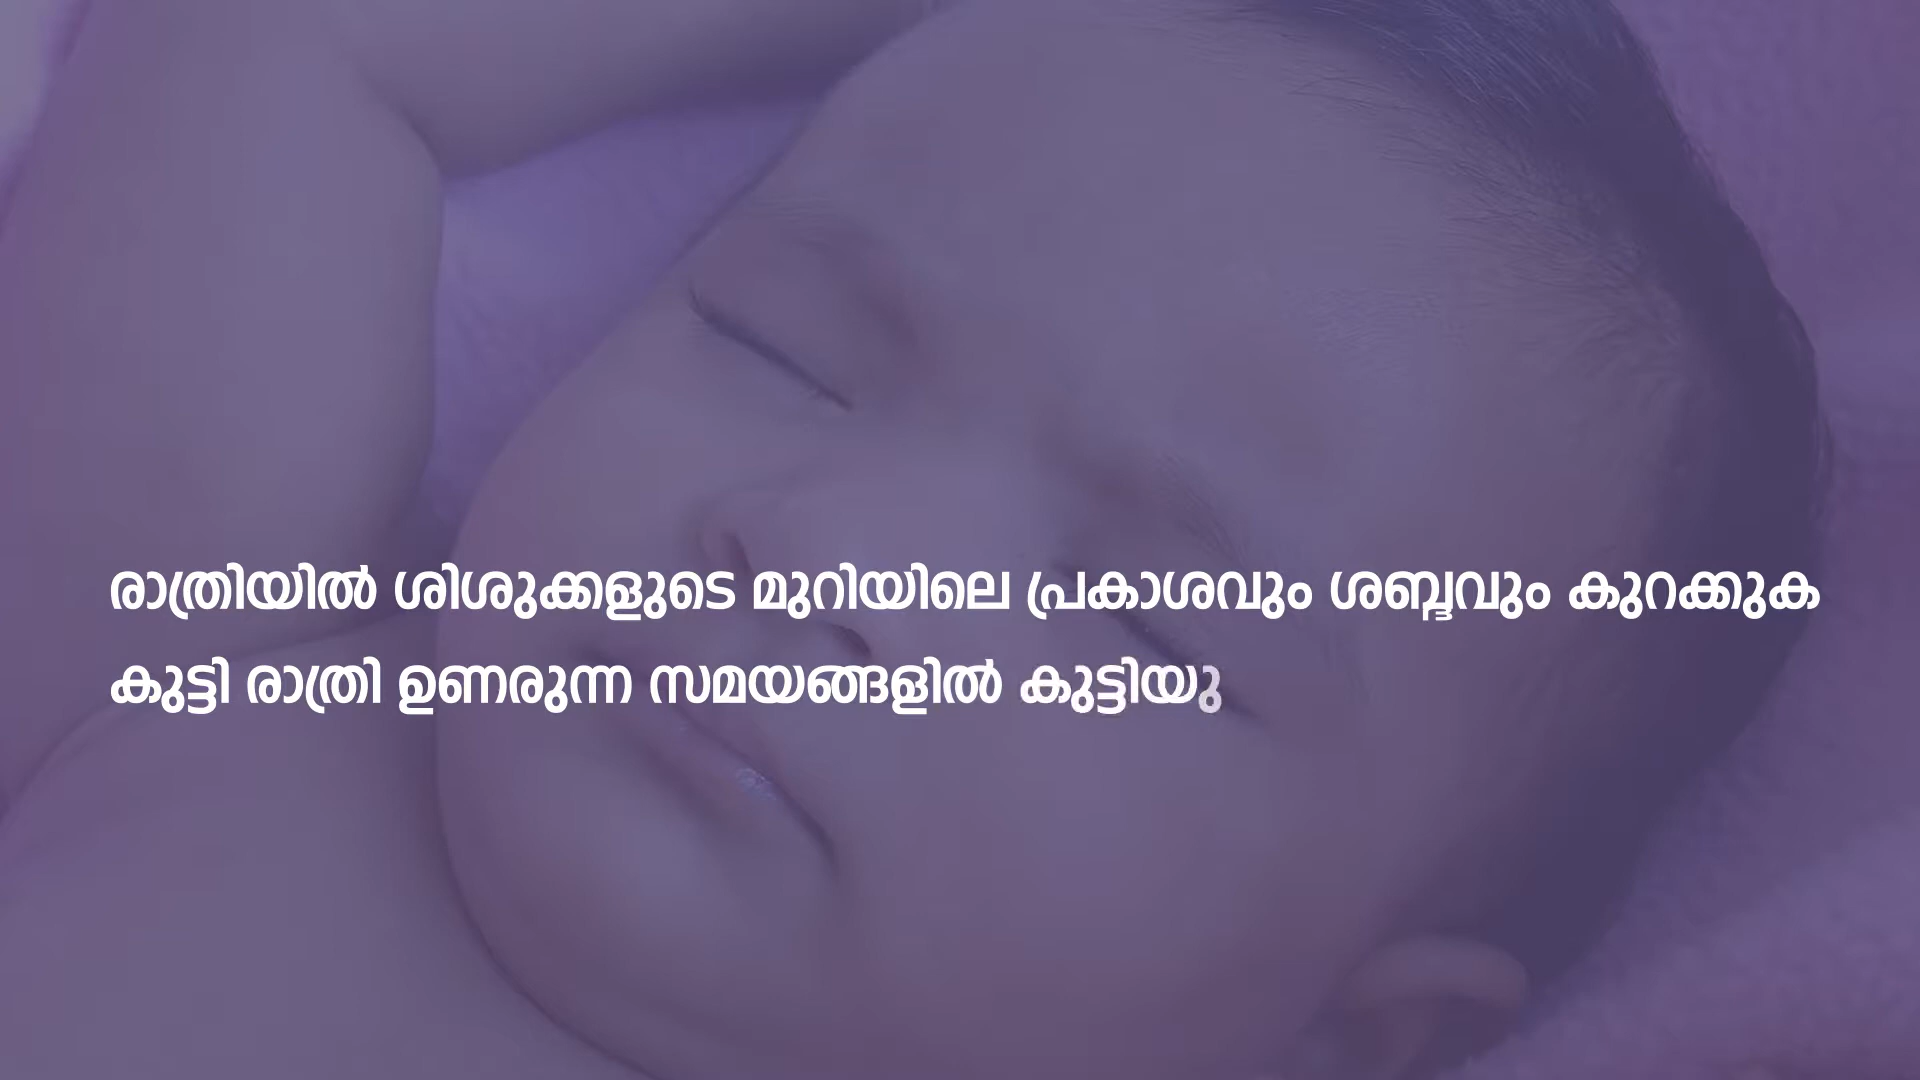 രാത്രിയിൽ ശിശുക്കളുടെ മുറിയിലെ പ്രകാശവും ശബ്ദവും കുറക്കുക
കുട്ടി രാത്രി ഉണരുന്ന സമയങ്ങളിൽ കുട്ടിയു